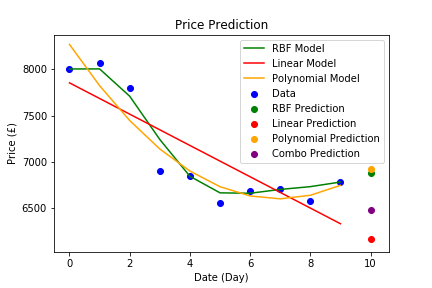 Price Prediction
Price (£)
8000
7500
7000
6500
RBF Model
Linear Model
Polynomial Model
Data
RBF Prediction
Linear Prediction
Polynomial Prediction
Combo Prediction
0 2 4 6 8 10
Date (Day)